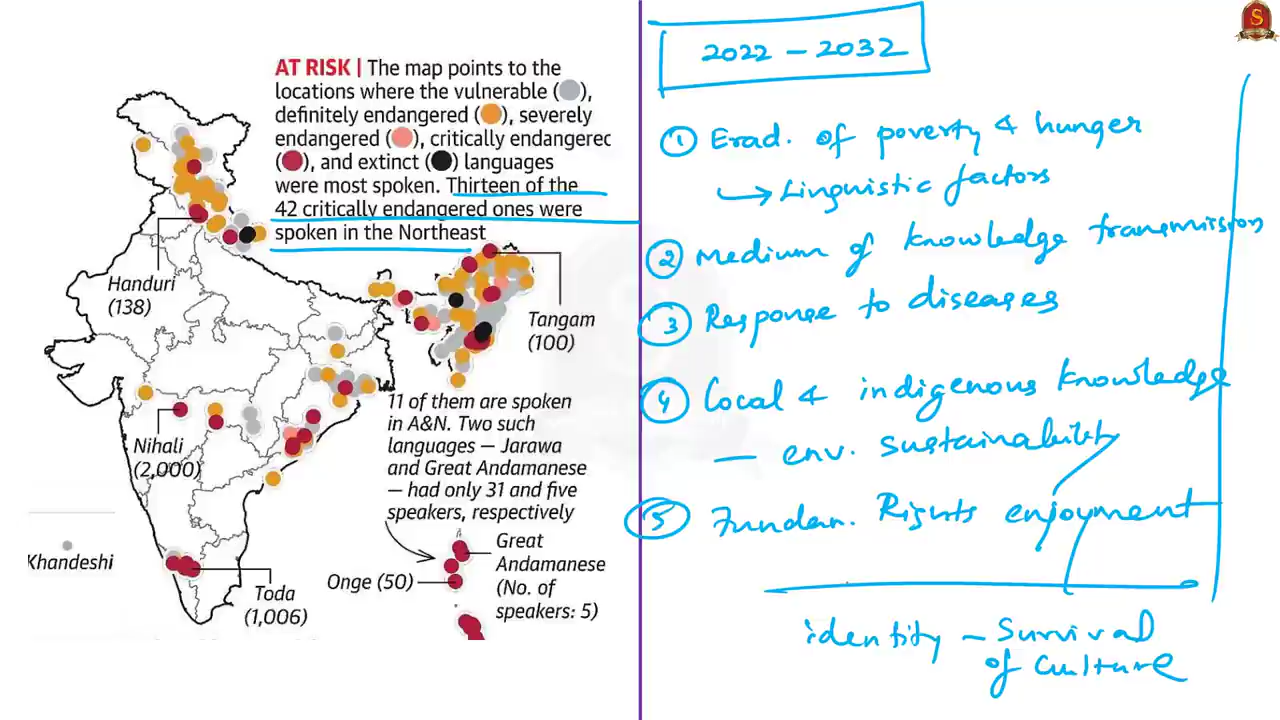 AT RISK | The map points to the
locations where the vulnerable ( ),
definitely endangered ( ), severely
endangered ( ), critically endangered
( ), and extinct ( ) languages
were most spoken. Thirteen of the
42 critically endangered ones were
spoken in the Northeast
Handuri
(138)
Tangam
(100)
Nihali
(2,000)
11 of them are spoken
in A&N. Two such
languages — Jarawa
and Great Andamanese
— had only 31 and five
speakers, respectively
Khandeshi
Toda
(1,006)
Onge (50)
Great
Andamanese
(No. of
speakers: 5)
S
2022 – 2032
① Erad. of poverty & hunger
→ Linguistic factors
② Medium of knowledge transmission
③ Response to diseases
④ Local & indigenous knowledge
— env. sustainability
⑤ Fundam. Rights enjoyment
identity – Survival
of culture